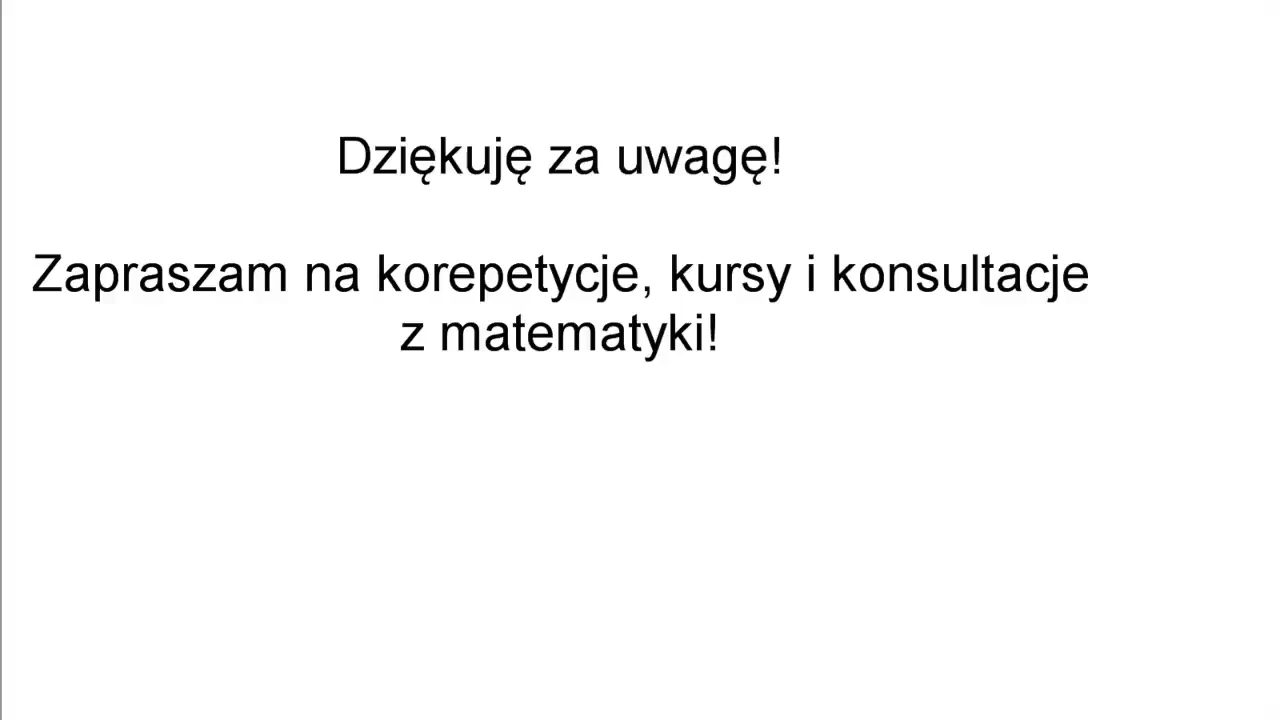 Dziękuję za uwagę!
Zapraszam na korepetycje, kursy i konsultacje
z matematyki!